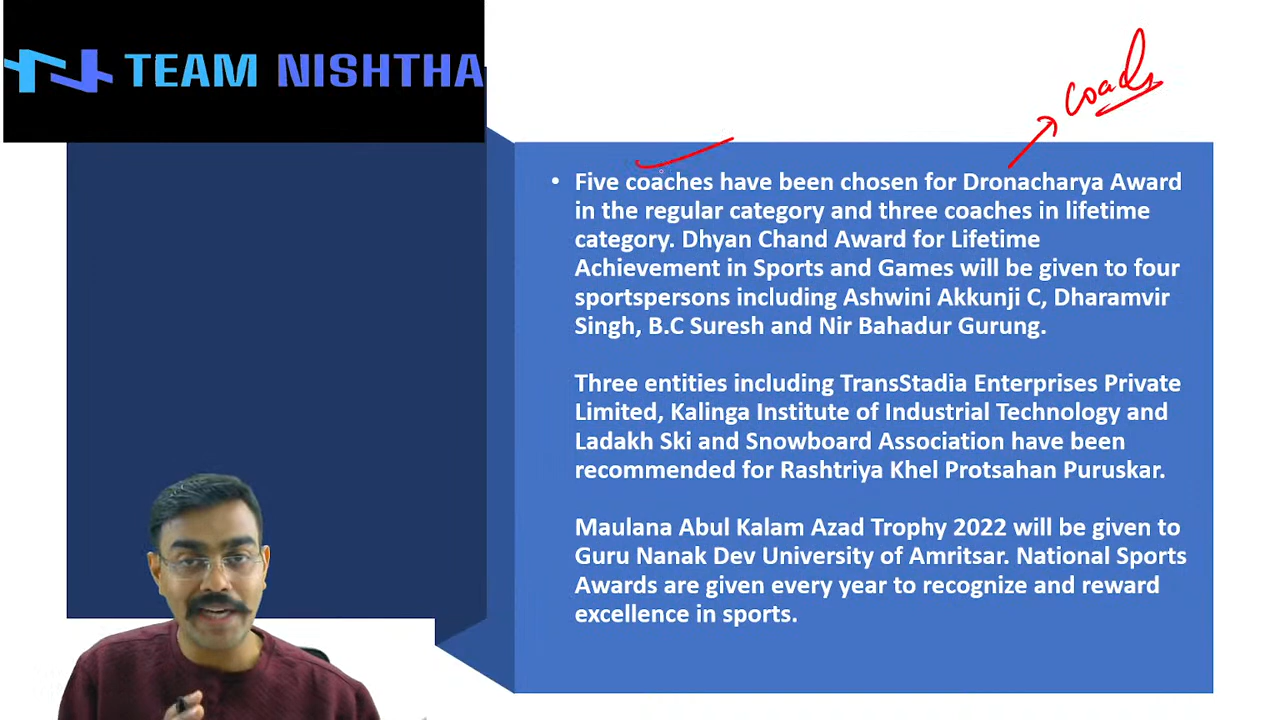 TEAM NISHTHA
• Five coaches have been chosen for Dronacharya Award
in the regular category and three coaches in lifetime
category. Dhyan Chand Award for Lifetime
Achievement in Sports and Games will be given to four
sportspersons including Ashwini Akkunji C, Dharamvir
Singh, B.C Suresh and Nir Bahadur Gurung.
Three entities including TransStadia Enterprises Private
Limited, Kalinga Institute of Industrial Technology and
Ladakh Ski and Snowboard Association have been
recommended for Rashtriya Khel Protsahan Puruskar.
Maulana Abul Kalam Azad Trophy 2022 will be given to
Guru Nanak Dev University of Amritsar. National Sports
Awards are given every year to recognize and reward
excellence in sports.